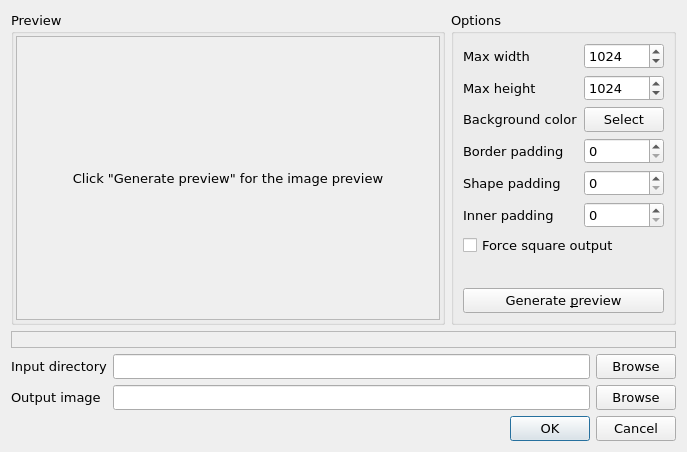 Preview
Options
Click "Generate preview" for the image preview
Max width 1024
Max height 1024
Background color Select
Border padding 0
Shape padding 0
Inner padding 0
Force square output
Generate preview
Input directory Browse
Output image Browse
OK Cancel